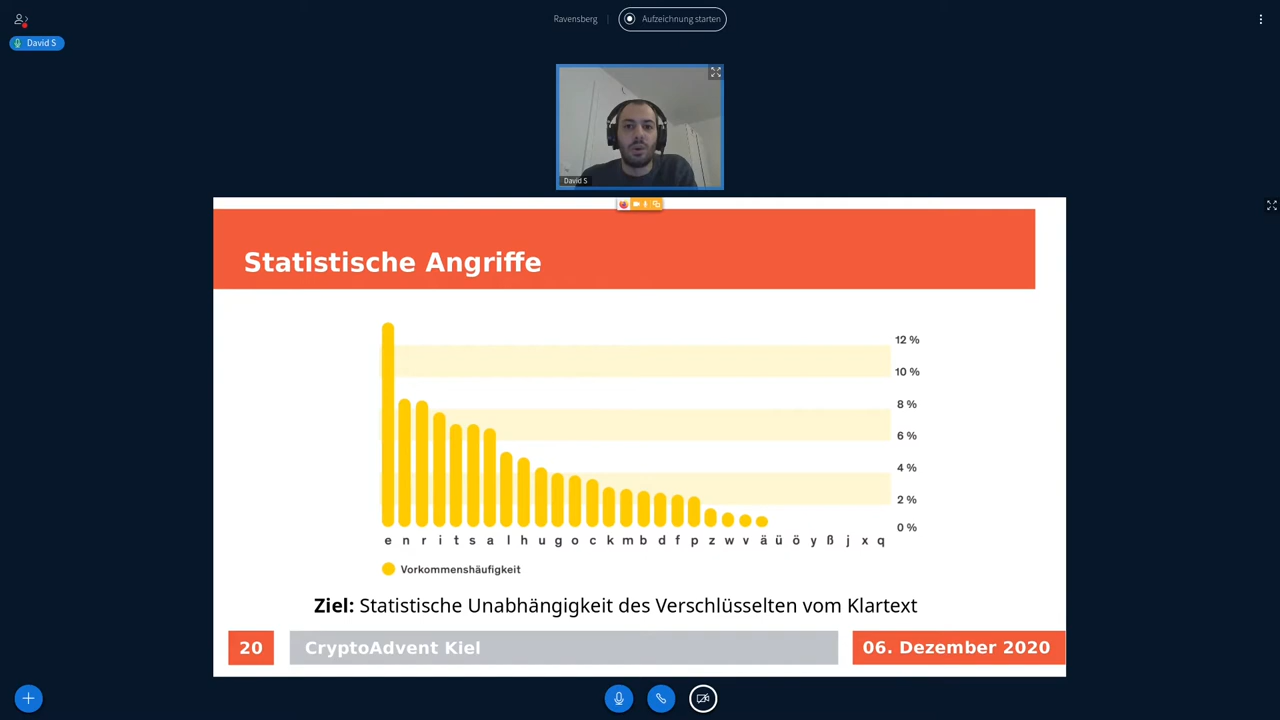 Ravensberg
Aufzeichnung starten
David S
David S
Statistische Angriffe
12 %
10 %
8 %
6 %
4 %
2 %
0 %
e n r i t s a l h u g o c k m b d f p z w v ä ü ö y ß j x q
Vorkommenshäufigkeit
Ziel: Statistische Unabhängigkeit des Verschlüsselten vom Klartext
20
CryptoAdvent Kiel
06. Dezember 2020